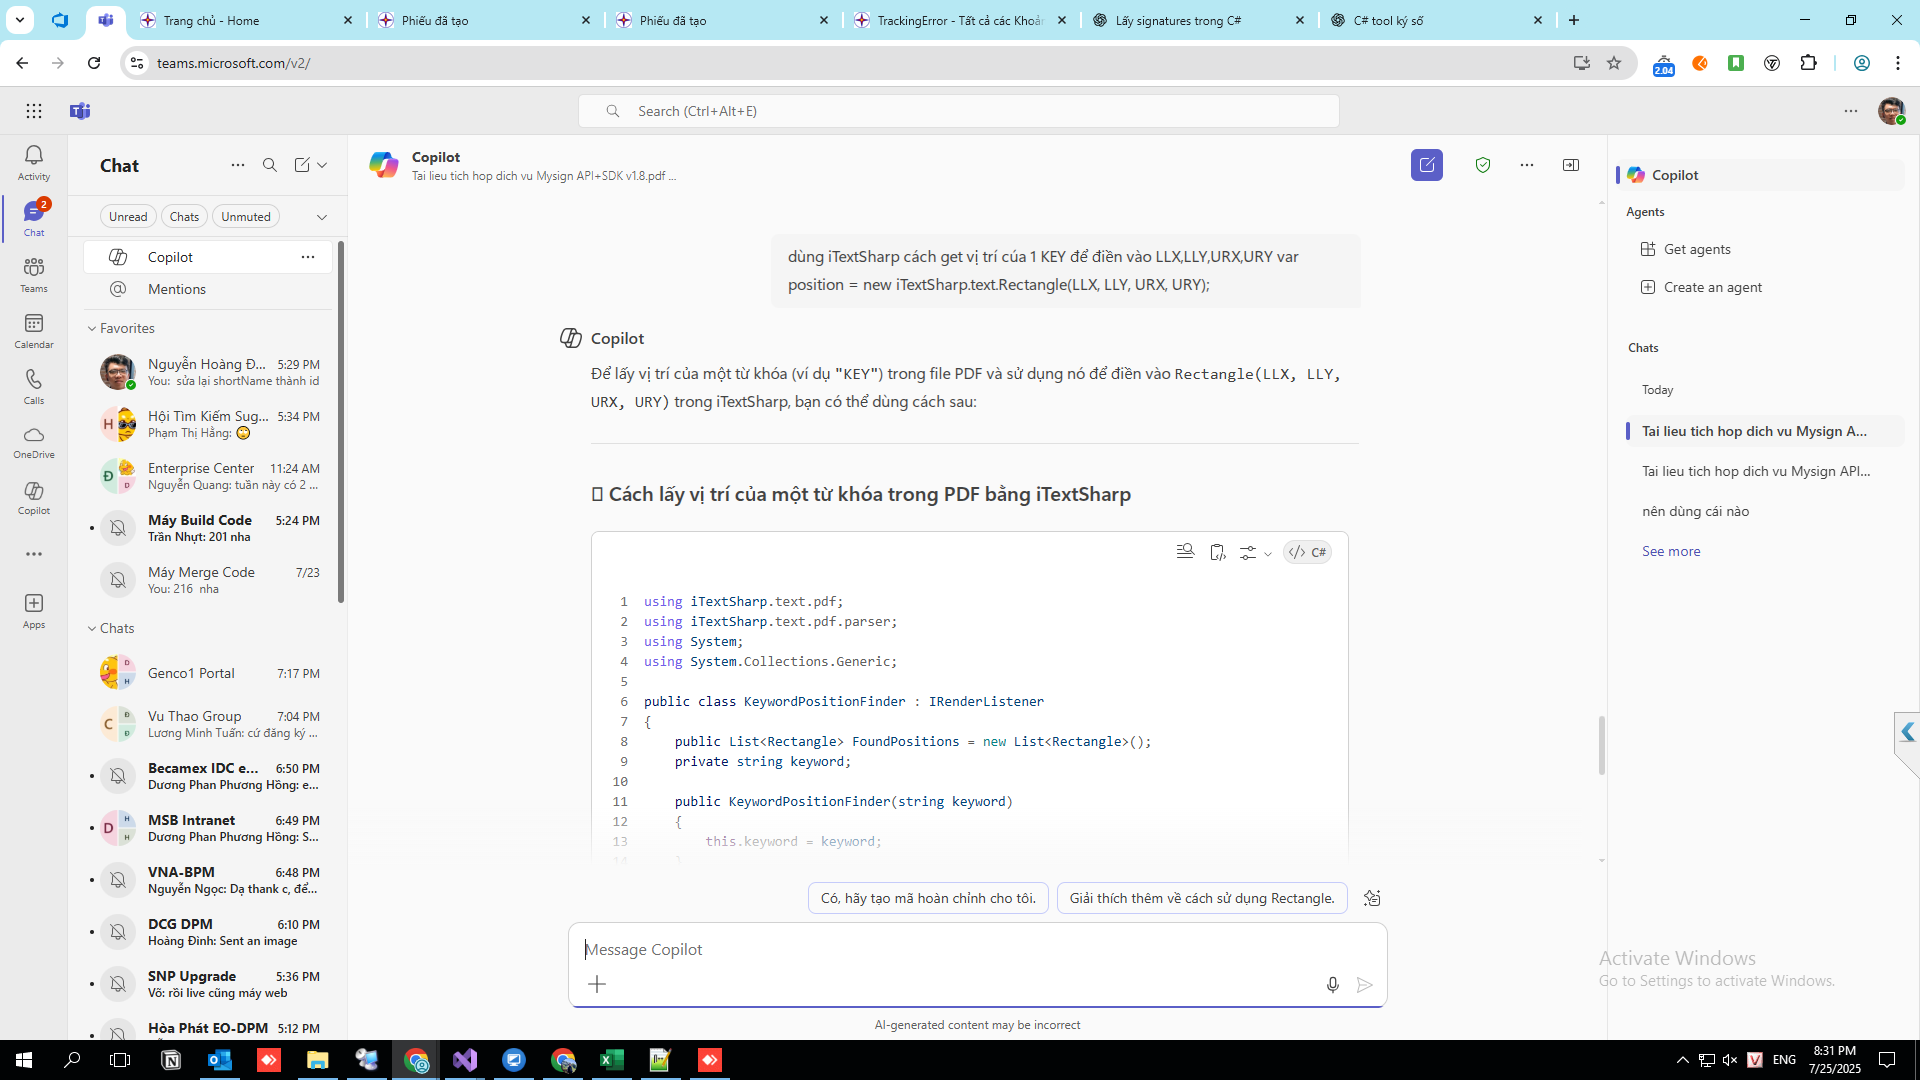 Trang chủ - Home
Phiếu đã tạo
Phiếu đã tạo
TrackingError - Tất cả các Khoản
Lấy signatures trong C#
C# tool ký số
teams.microsoft.com/v2/
2.04
Search (Ctrl+Alt+E)
Activity
2
Chat
Teams
Calendar
Calls
OneDrive
Copilot
Apps
Chat
Unread
Chats
Unmuted
Copilot
Mentions
Favorites
Nguyễn Hoàng Đ... 5:29 PM
You: sửa lại shortName thành id
Hội Tìm Kiếm Sug... 5:34 PM
Phạm Thị Hằng:
Enterprise Center 11:24 AM
Nguyễn Quang: tuần này có 2 ...
Máy Build Code 5:24 PM
Trần Nhựt: 201 nha
Máy Merge Code 7/23
You: 216 nha
Chats
Genco1 Portal 7:17 PM
Vu Thao Group 7:04 PM
Lương Minh Tuấn: cứ đăng ký ...
Becamex IDC e... 6:50 PM
Dương Phan Phương Hồng: e...
MSB Intranet 6:49 PM
Dương Phan Phương Hồng: S...
VNA-BPM 6:48 PM
Nguyễn Ngọc: Dạ thank c, để...
DCG DPM 6:10 PM
Hoàng Đình: Sent an image
SNP Upgrade 5:36 PM
Võ: rồi live cũng máy web
Hòa Phát EO-DPM 5:12 PM
Copilot
Tai lieu tich hop dich vu Mysign API+SDK v1.8.pdf ...
dùng iTextSharp cách get vị trí của 1 KEY để điền vào LLX,LLY,URX,URY var
position = new iTextSharp.text.Rectangle(LLX, LLY, URX, URY);
Copilot
Để lấy vị trí của một từ khóa (ví dụ "KEY") trong file PDF và sử dụng nó để điền vào Rectangle(LLX, LLY,
URX, URY) trong iTextSharp, bạn có thể dùng cách sau:
Cách lấy vị trí của một từ khóa trong PDF bằng iTextSharp
</> C#
1 using iTextSharp.text.pdf;
2 using iTextSharp.text.pdf.parser;
3 using System;
4 using System.Collections.Generic;
5
6 public class KeywordPositionFinder : IRenderListener
7 {
8 public List<Rectangle> FoundPositions = new List<Rectangle>();
9 private string keyword;
10
11 public KeywordPositionFinder(string keyword)
12 {
13 this.keyword = keyword;
14 }
Có, hãy tạo mã hoàn chỉnh cho tôi.
Giải thích thêm về cách sử dụng Rectangle.
Message Copilot
AI-generated content may be incorrect
Copilot
Agents
Get agents
Create an agent
Chats
Today
Tai lieu tich hop dich vu Mysign A...
Tai lieu tich hop dich vu Mysign API...
nên dùng cái nào
See more
Activate Windows
Go to Settings to activate Windows.
ENG
8:31 PM
7/25/2025